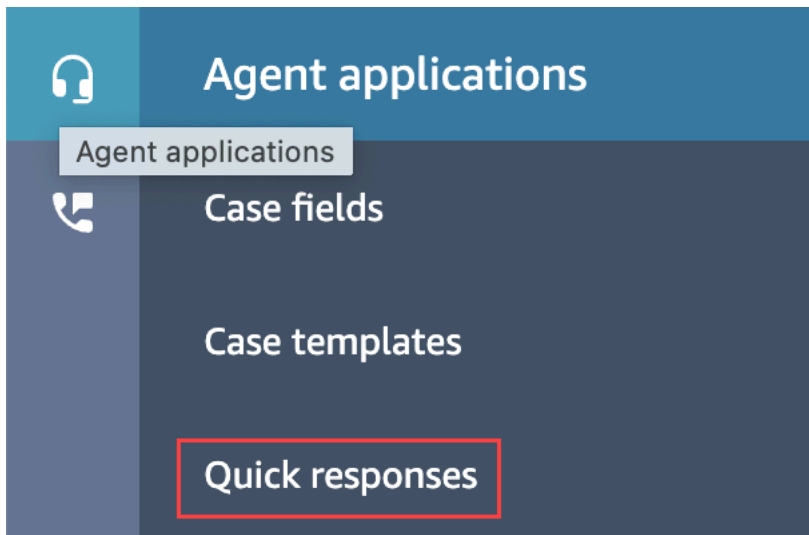 Agent applications
Agent applications
Case fields
Case templates
Quick responses